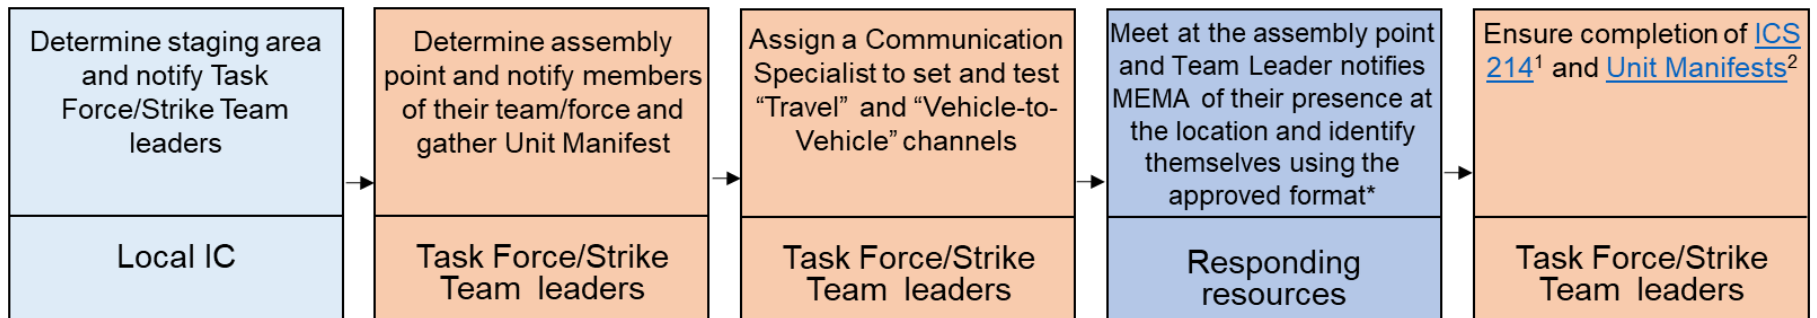 Determine staging area
and notify Task
Force/Strike Team
leaders
Local IC
Determine assembly
point and notify members
of their team/force and
gather Unit Manifest
Task Force/Strike
Team leaders
Assign a Communication
Specialist to set and test
“Travel” and “Vehicle-to-
Vehicle” channels
Task Force/Strike
Team leaders
Meet at the assembly point
and Team Leader notifies
MEMA of their presence at
the location and identify
themselves using the
approved format*
Responding
resources
Ensure completion of ICS
214¹ and Unit Manifests²
Task Force/Strike
Team leaders